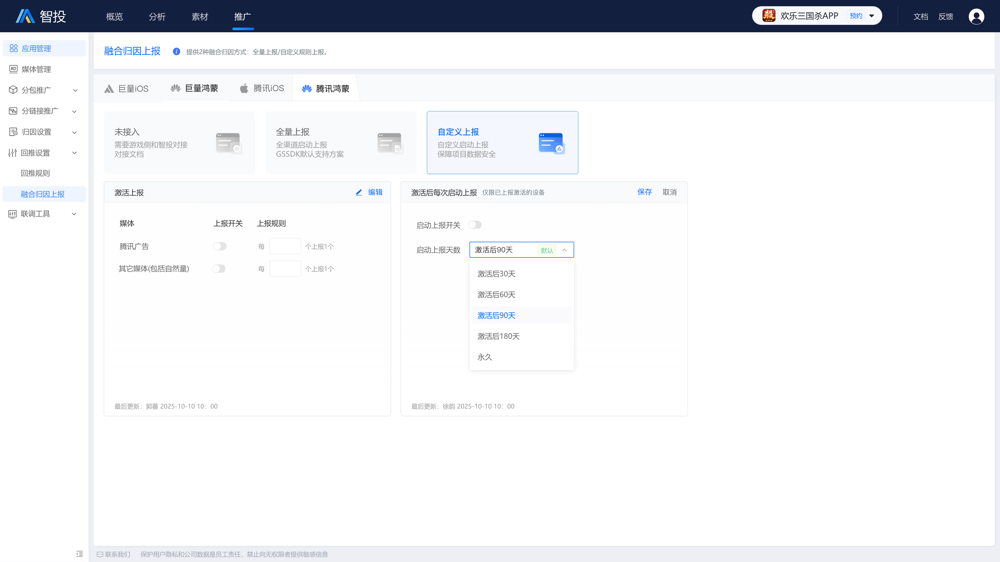 智投
概览
分析
素材
推广
欢乐三国杀APP
预约
文档
反馈
应用管理
媒体管理
分包推广
分链接推广
归因设置
回推设置
回推规则
融合归因上报
联调工具
融合归因上报
提供2种融合归因方式：全量上报/自定义规则上报。
巨量iOS
巨量鸿蒙
腾讯iOS
腾讯鸿蒙
未接入
需要游戏侧和智投对接
对接文档
全量上报
全渠道启动上报
GSSDK默认支持方案
自定义上报
自定义启动上报
保障项目数据安全
激活上报
编辑
媒体
上报开关
上报规则
腾讯广告
每
个上报1个
其它媒体(包括自然量)
每
个上报1个
最后更新：郭蕃 2025-10-10 10：00
激活后每次启动上报
仅限已上报激活的设备
保存
取消
启动上报开关
启动上报天数
激活后90天
默认
激活后30天
激活后60天
激活后90天
激活后180天
永久
最后更新：徐韵 2025-10-10 10：00
联系我们
保护用户隐私和公司数据是员工责任，禁止向无权限者提供敏感信息